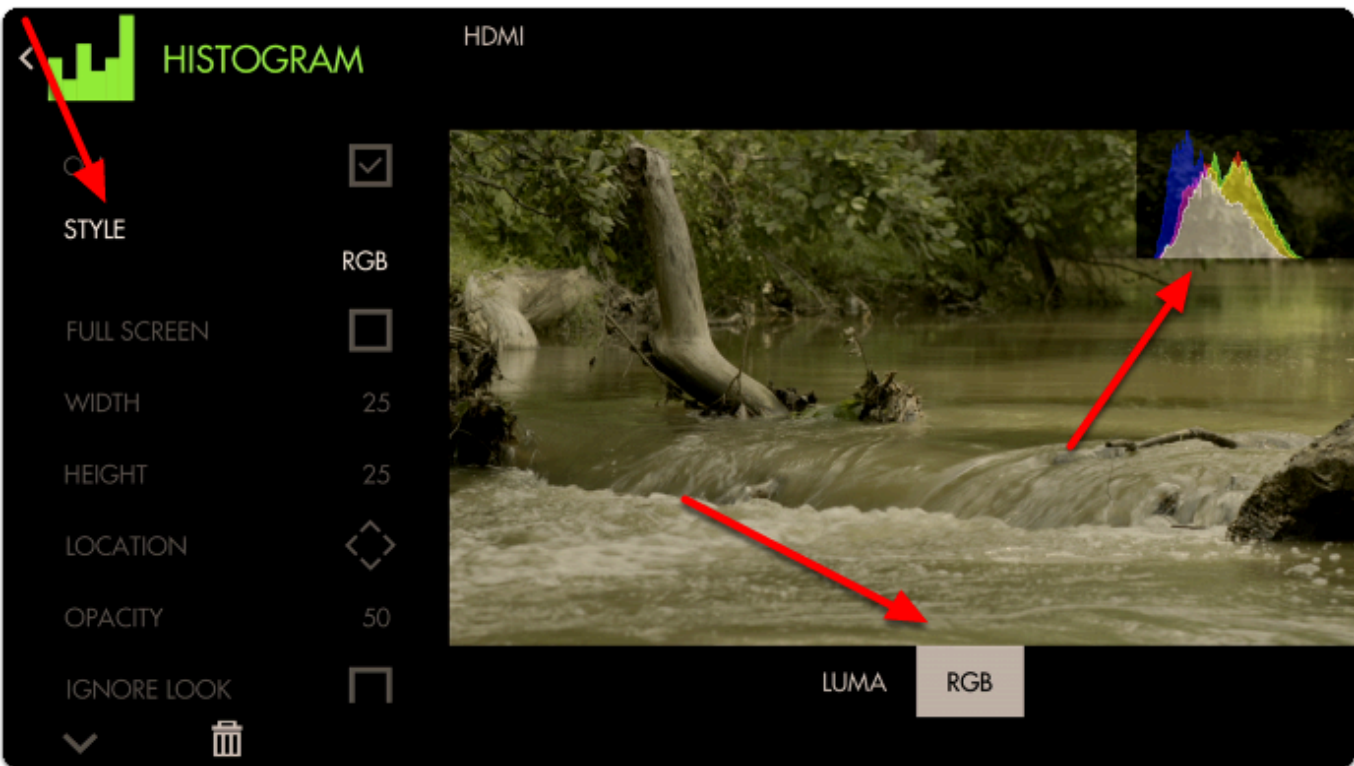 HISTOGRAM
HDMI
STYLE
RGB
FULL SCREEN
WIDTH 25
HEIGHT 25
LOCATION
OPACITY 50
IGNORE LOOK
LUMA RGB